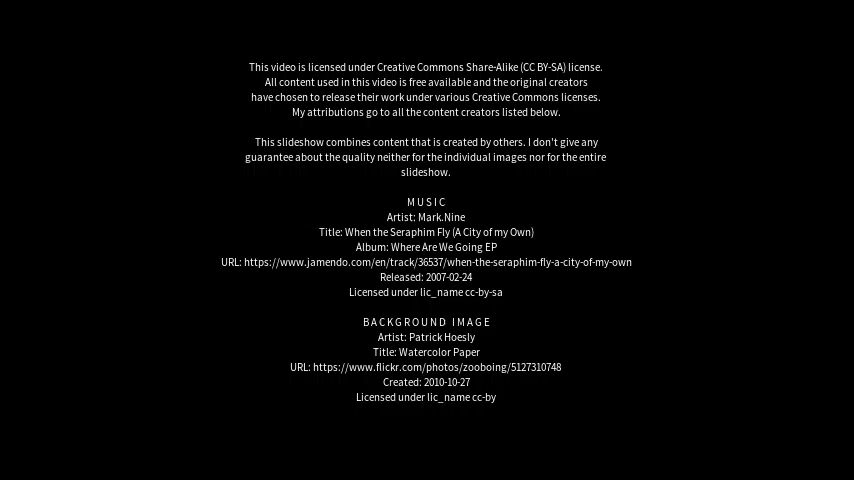 This video is licensed under Creative Commons Share-Alike (CC BY-SA) license.
All content used in this video is free available and the original creators
have chosen to release their work under various Creative Commons licenses.
My attributions go to all the content creators listed below.
This slideshow combines content that is created by others. I don't give any
guarantee about the quality neither for the individual images nor for the entire
slideshow.
MUSIC
Artist: Mark.Nine
Title: When the Seraphim Fly (A City of my Own)
Album: Where Are We Going EP
URL: https://www.jamendo.com/en/track/36537/when-the-seraphim-fly-a-city-of-my-own
Released: 2007-02-24
Licensed under lic_name cc-by-sa
BACKGROUND IMAGE
Artist: Patrick Hoesly
Title: Watercolor Paper
URL: https://www.flickr.com/photos/zooboing/5127310748
Created: 2010-10-27
Licensed under lic_name cc-by